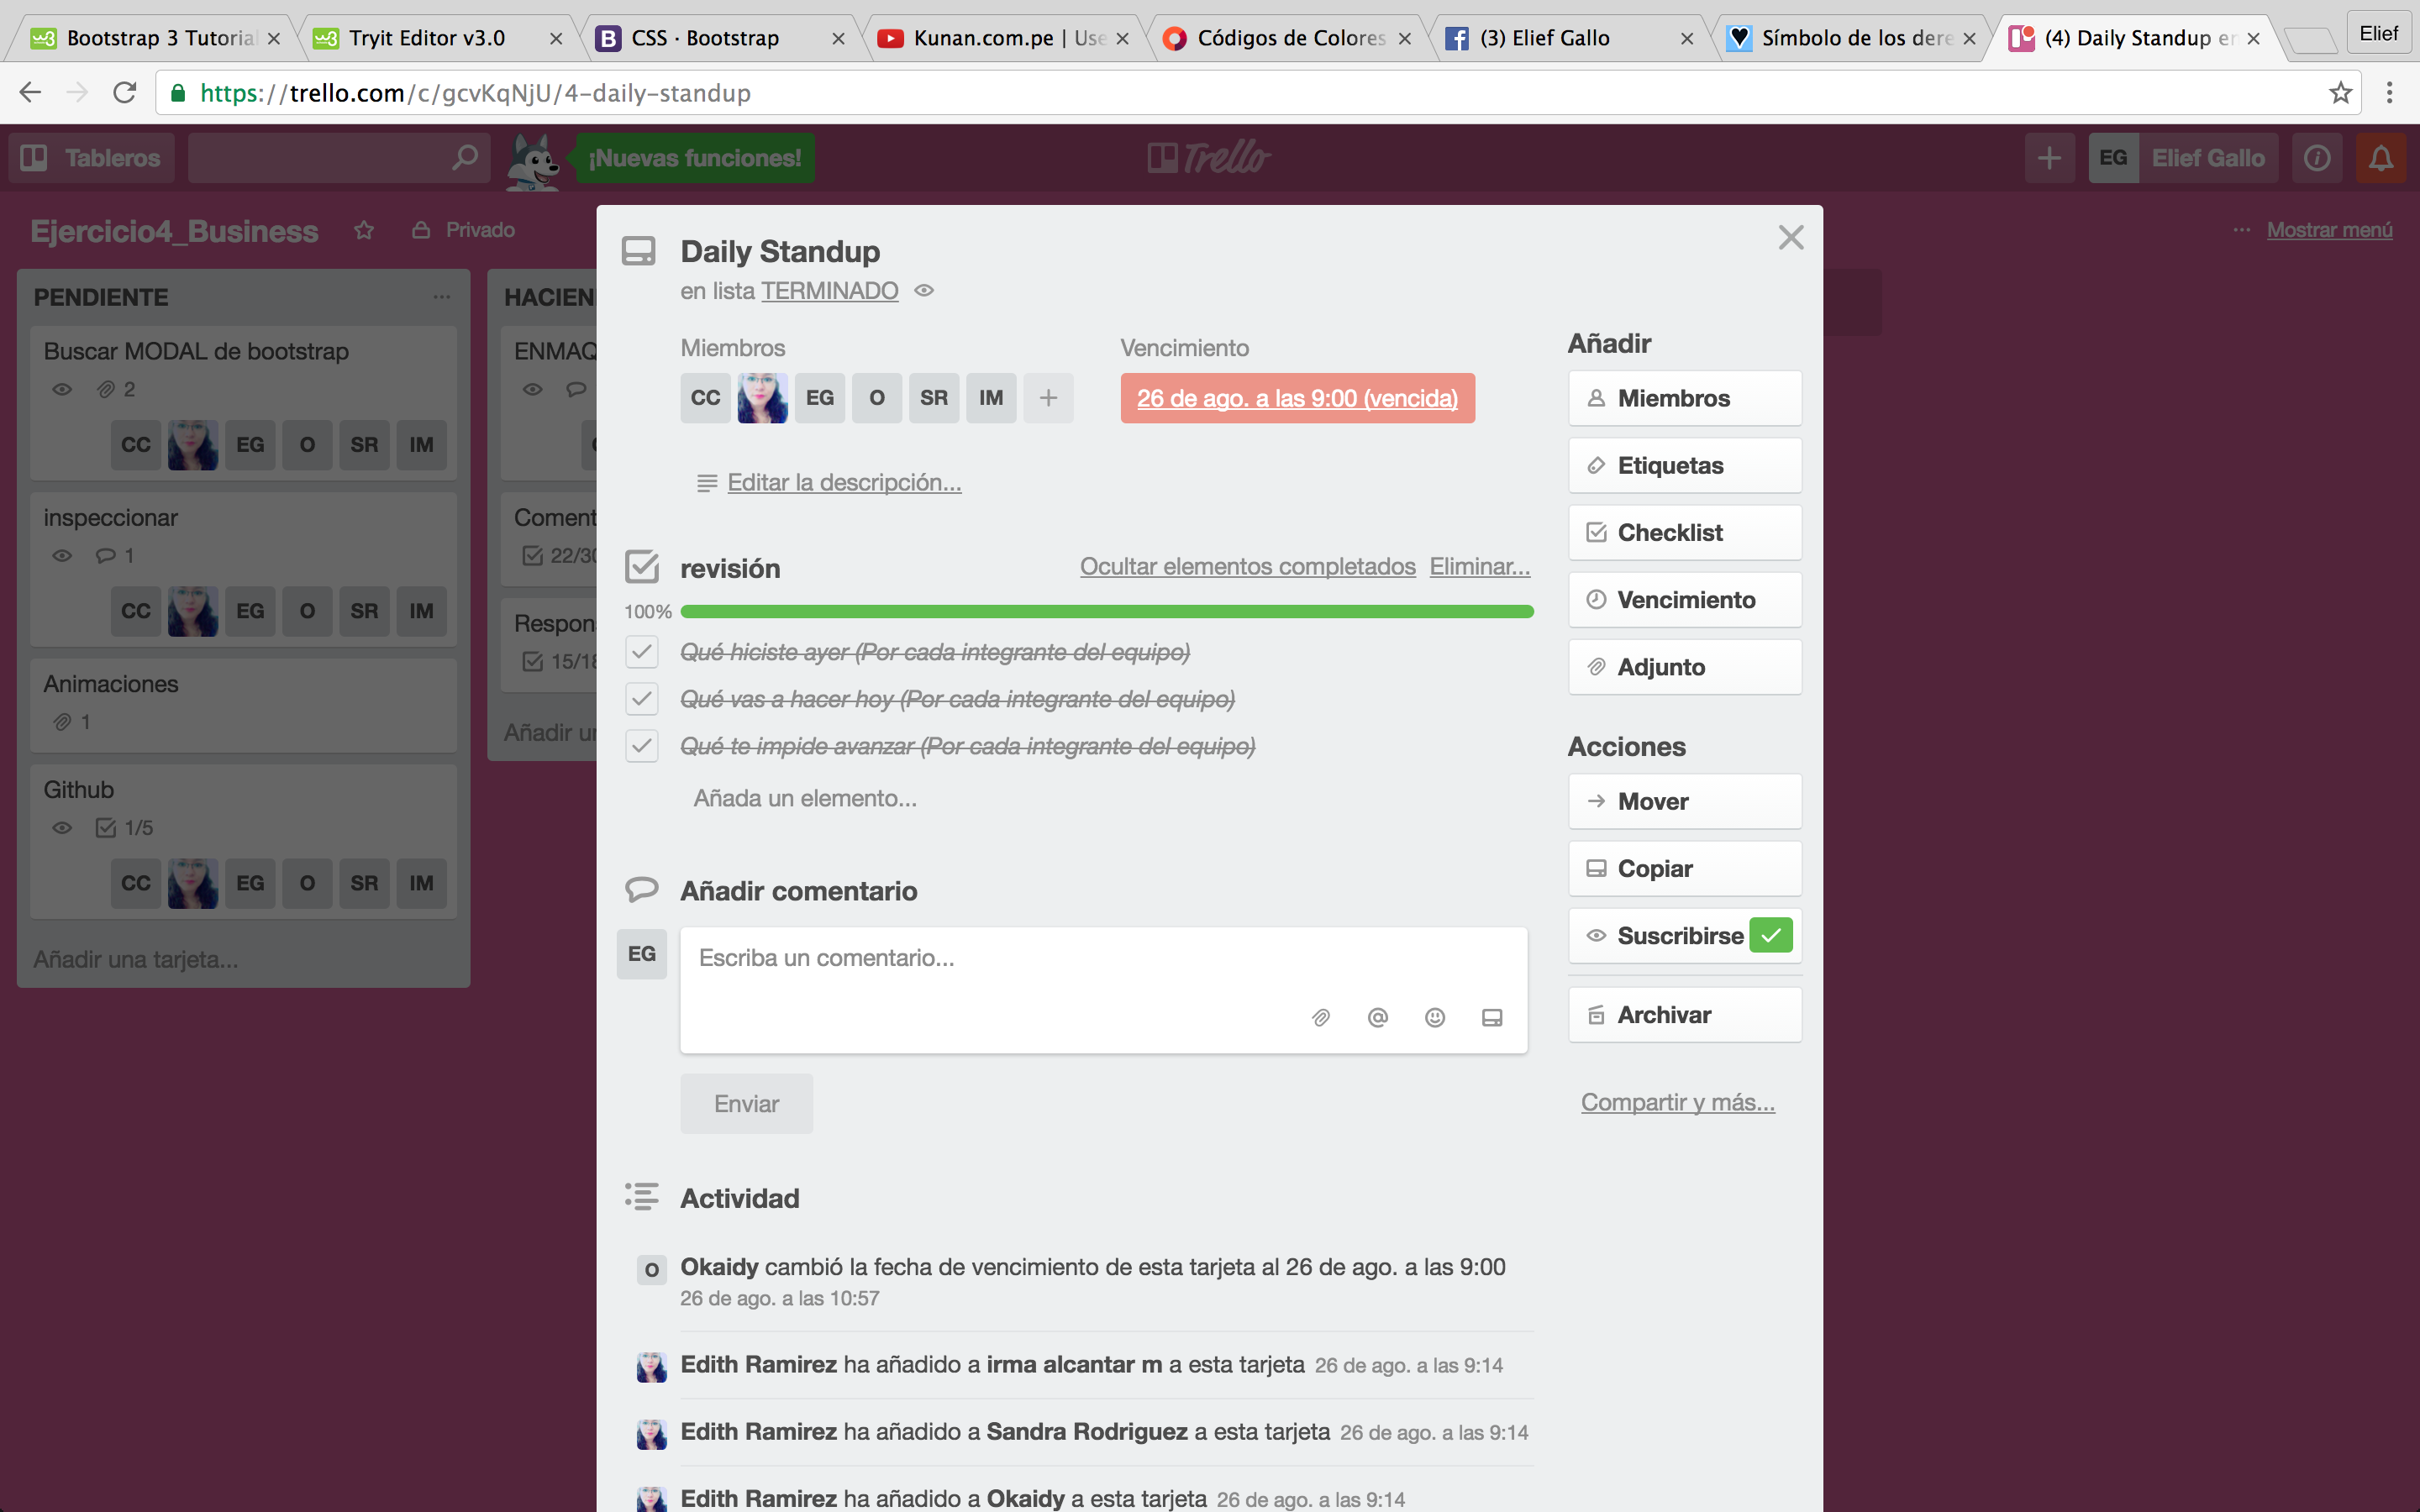 Bootstrap 3 Tutorial
Tryit Editor v3.0
CSS · Bootstrap
Kunan.com.pe | Use
Códigos de Colores
(3) Elief Gallo
Símbolo de los dere
(4) Daily Standup en
Elief
https://trello.com/c/gcvKqNjU/4-daily-standup
Tableros
¡Nuevas funciones!
Trello
EG Elief Gallo
Ejercicio4_Business
Privado
Mostrar menú
PENDIENTE
Buscar MODAL de bootstrap
2
CC EG O SR IM
inspeccionar
1
CC EG O SR IM
Animaciones
1
Github
1/5
CC EG O SR IM
Añadir una tarjeta...
HACIEN
ENMAQ
Coment
22/30
Respon
15/18
Añadir un
Daily Standup
en lista TERMINADO
Miembros
CC EG O SR IM
Vencimiento
26 de ago. a las 9:00 (vencida)
Editar la descripción...
revisión
Ocultar elementos completados Eliminar...
100%
Qué hiciste ayer (Por cada integrante del equipo)
Qué vas a hacer hoy (Por cada integrante del equipo)
Qué te impide avanzar (Por cada integrante del equipo)
Añada un elemento...
Añadir comentario
EG
Escriba un comentario...
Enviar
Actividad
O Okaidy cambió la fecha de vencimiento de esta tarjeta al 26 de ago. a las 9:00
26 de ago. a las 10:57
Edith Ramirez ha añadido a irma alcantar m a esta tarjeta 26 de ago. a las 9:14
Edith Ramirez ha añadido a Sandra Rodriguez a esta tarjeta 26 de ago. a las 9:14
Edith Ramirez ha añadido a Okaidy a esta tarjeta 26 de ago. a las 9:14
Añadir
Miembros
Etiquetas
Checklist
Vencimiento
Adjunto
Acciones
Mover
Copiar
Suscribirse
Archivar
Compartir y más...